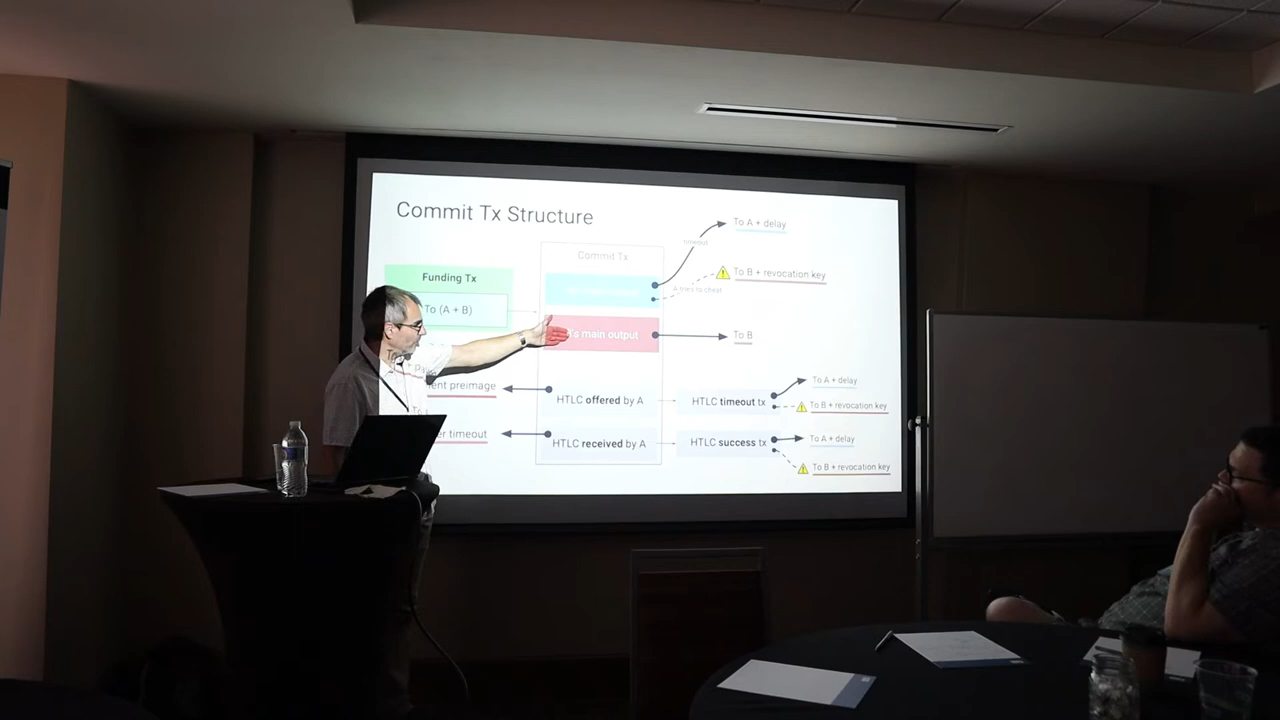 Commit Tx Structure
To A + delay
timeout
Commit Tx
Funding Tx
To B + revocation key
A tries to cheat
To (A + B)
s main output
To B
ent preimage
HTLC offered by A
HTLC timeout tx
To A + delay
To B + revocation key
er timeout
HTLC received by A
HTLC success tx
To A + delay
To B + revocation key